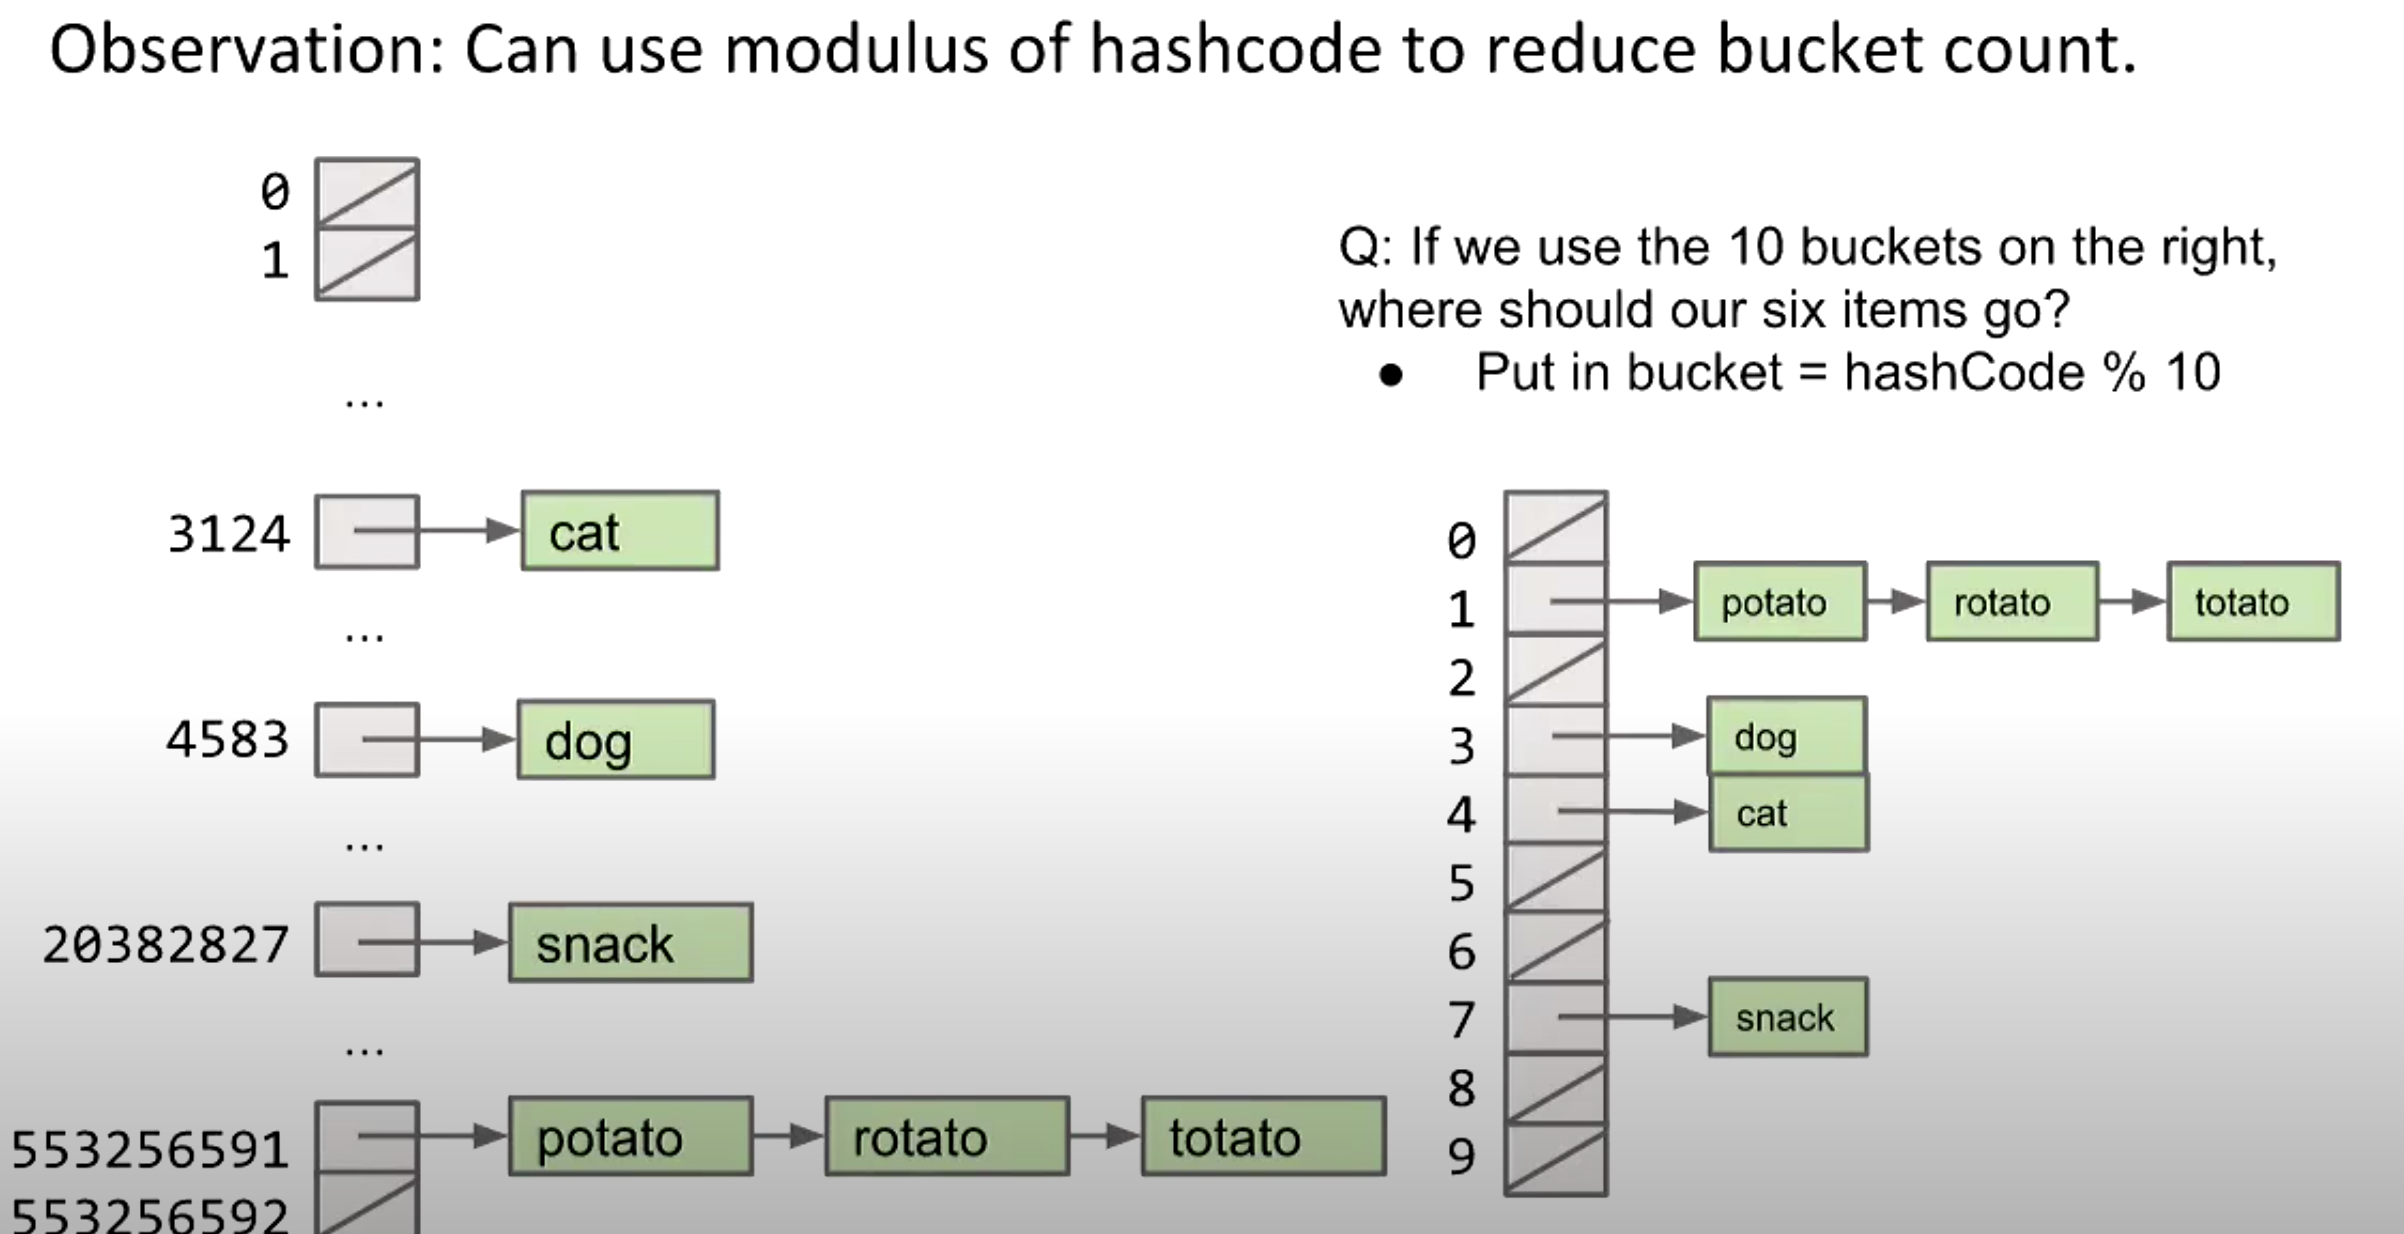 Observation: Can use modulus of hashcode to reduce bucket count.
0
1
...
3124 cat
...
4583 dog
...
20382827 snack
...
553256591 potato rotato totato
553256592
Q: If we use the 10 buckets on the right,
where should our six items go?
● Put in bucket = hashCode % 10
0
1 potato rotato totato
2
3 dog
4 cat
5
6
7 snack
8
9